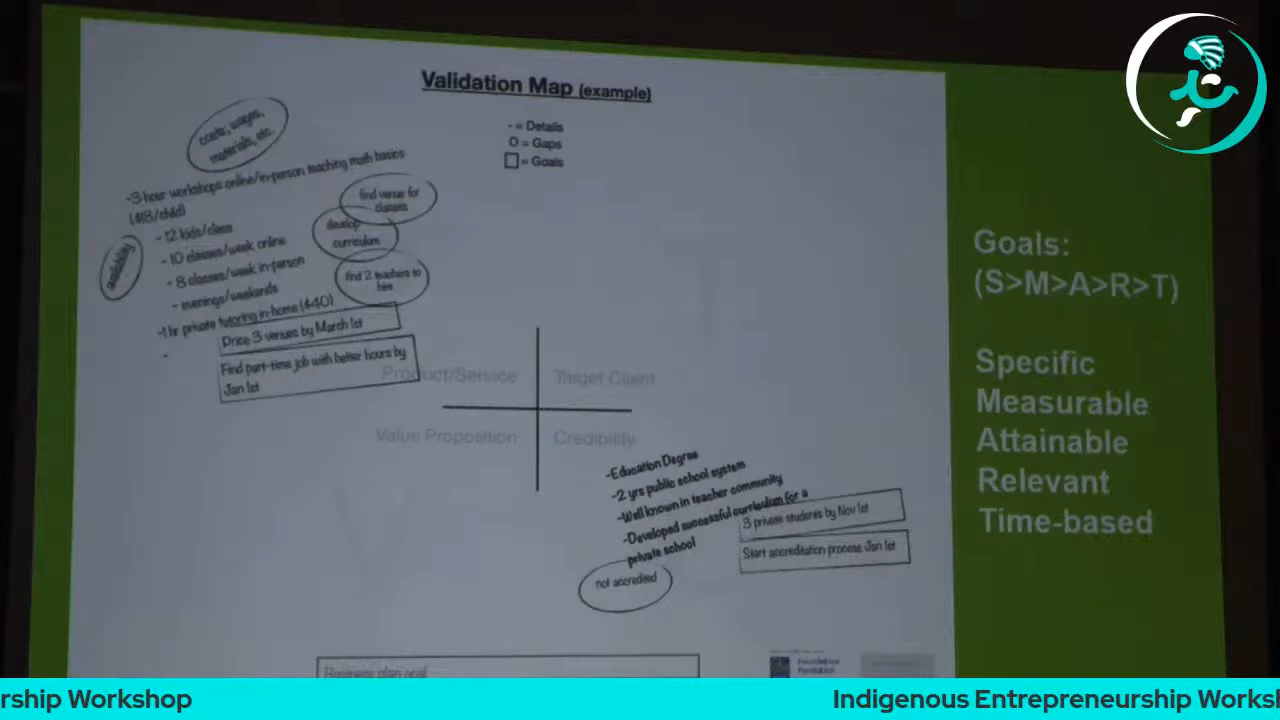 Validation Map (example)
- = Details
O = Gaps
= Goals
costs, wages,
materials, etc.
-3 hour workshops online/in-person teaching math basics
($18/child)
- 12 kids/class
- 10 classes/week online
- 8 classes/week in-person
- evenings/weekends
-1 hr private tutoring in-home ($40)
-
availability
find venue for
classes
develop
curriculum
find 2 teachers to
hire
Price 3 venues by March 1st
Find part-time job with better hours by
Jan 1st
Product/Service
Target Client
Value Proposition
Credibility
-Education Degree
-2 yrs public school system
-Well known in teacher community
-Developed successful curriculum for a
private school
3 private students by Nov 1st
Start accreditation process Jan 1st
not accredited
Business plan goal
Goals:
(S>M>A>R>T)
Specific
Measurable
Attainable
Relevant
Time-based
rship Workshop
Indigenous Entrepreneurship Worksh